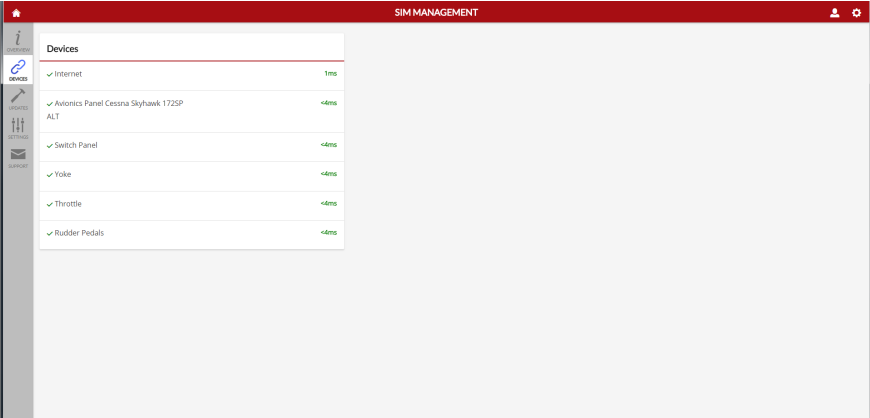 SIM MANAGEMENT
OVERVIEW
DEVICES
UPDATES
SETTINGS
SUPPORT
Devices
Internet 1ms
Avionics Panel Cessna Skyhawk 172SP <4ms
ALT
Switch Panel <4ms
Yoke <4ms
Throttle <4ms
Rudder Pedals <4ms